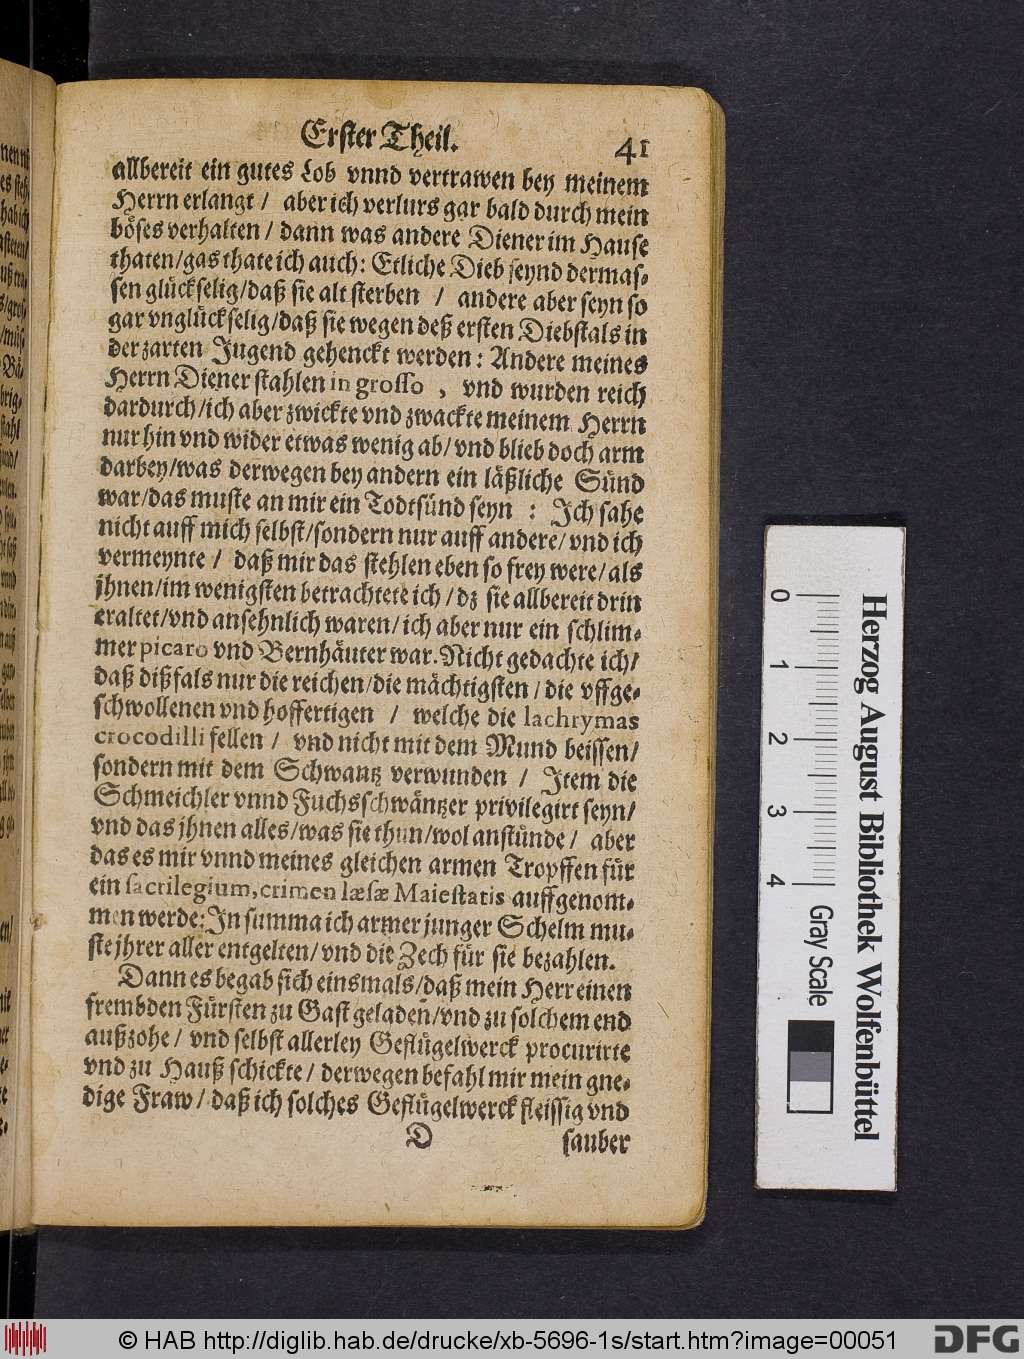 Erster Theil. 41
allbereit ein gutes Lob vnnd vertrawen bey meinem
Herrn erlangt / aber ich verlurs gar bald durch mein
böses verhalten / dann was andere Diener im Hause
thaten/gas thate ich auch: Etliche Dieb seynd dermas-
sen glückselig/daß sie alt sterben / andere aber seyn so
gar vnglückselig/daß sie wegen deß ersten Diebstals in
der zarten Jugend gehenckt werden: Andere meines
Herrn Diener stahlen in grosso , vnd wurden reich
dardurch/ich aber zwickte vnd zwackte meinem Herrn
nur hin vnd wider etwas wenig ab/vnd blieb doch arm
darbey/was derwegen bey andern ein läßliche Sünd
war/das muste an mir ein Todtsünd seyn : Ich sahe
nicht auff mich selbst/sondern nur auff andere/vnd ich
vermeynte / daß mir das stehlen eben so frey were/als
jhnen/im wenigsten betrachtete ich/dz sie allbereit drin
eraltet/vnd ansehnlich waren/ich aber nur ein schlim-
mer picaro vnd Bernhäuter war. Nicht gedachte ich/
daß dißfals nur die reichen/die mächtigsten/die vffge-
schwollenen vnd hoffertigen / welche die lachrymas
crocodilli fellen / vnd nicht mit dem Mund beissen/
sondern mit dem Schwantz verwunden / Item die
Schmeichler vnnd Fuchsschwäntzer privilegirt seyn/
vnd das jhnen alles/was sie thun/wol anstünde/ aber
das es mir vnnd meines gleichen armen Tropffen für
ein sacrilegium, crimen læsæ Maiestatis auffgenom-
men werde: In summa ich armer junger Schelm mu-
ste jhrer aller entgelten/vnd die Zech für sie bezahlen.
Dann es begab sich einsmals/daß mein Herr einen
frembden Fürsten zu Gast geladen/vnd zu solchem end
außzohe/ vnd selbst allerley Geflügelwerck procurirte
vnd zu Hauß schickte/ derwegen befahl mir mein gne-
dige Fraw/ daß ich solches Geflügelwerck fleissig vnd
D sauber
0 1 2 3 4
Gray Scale
Herzog August Bibliothek Wolfenbüttel
© HAB http://diglib.hab.de/drucke/xb-5696-1s/start.htm?image=00051
DFG